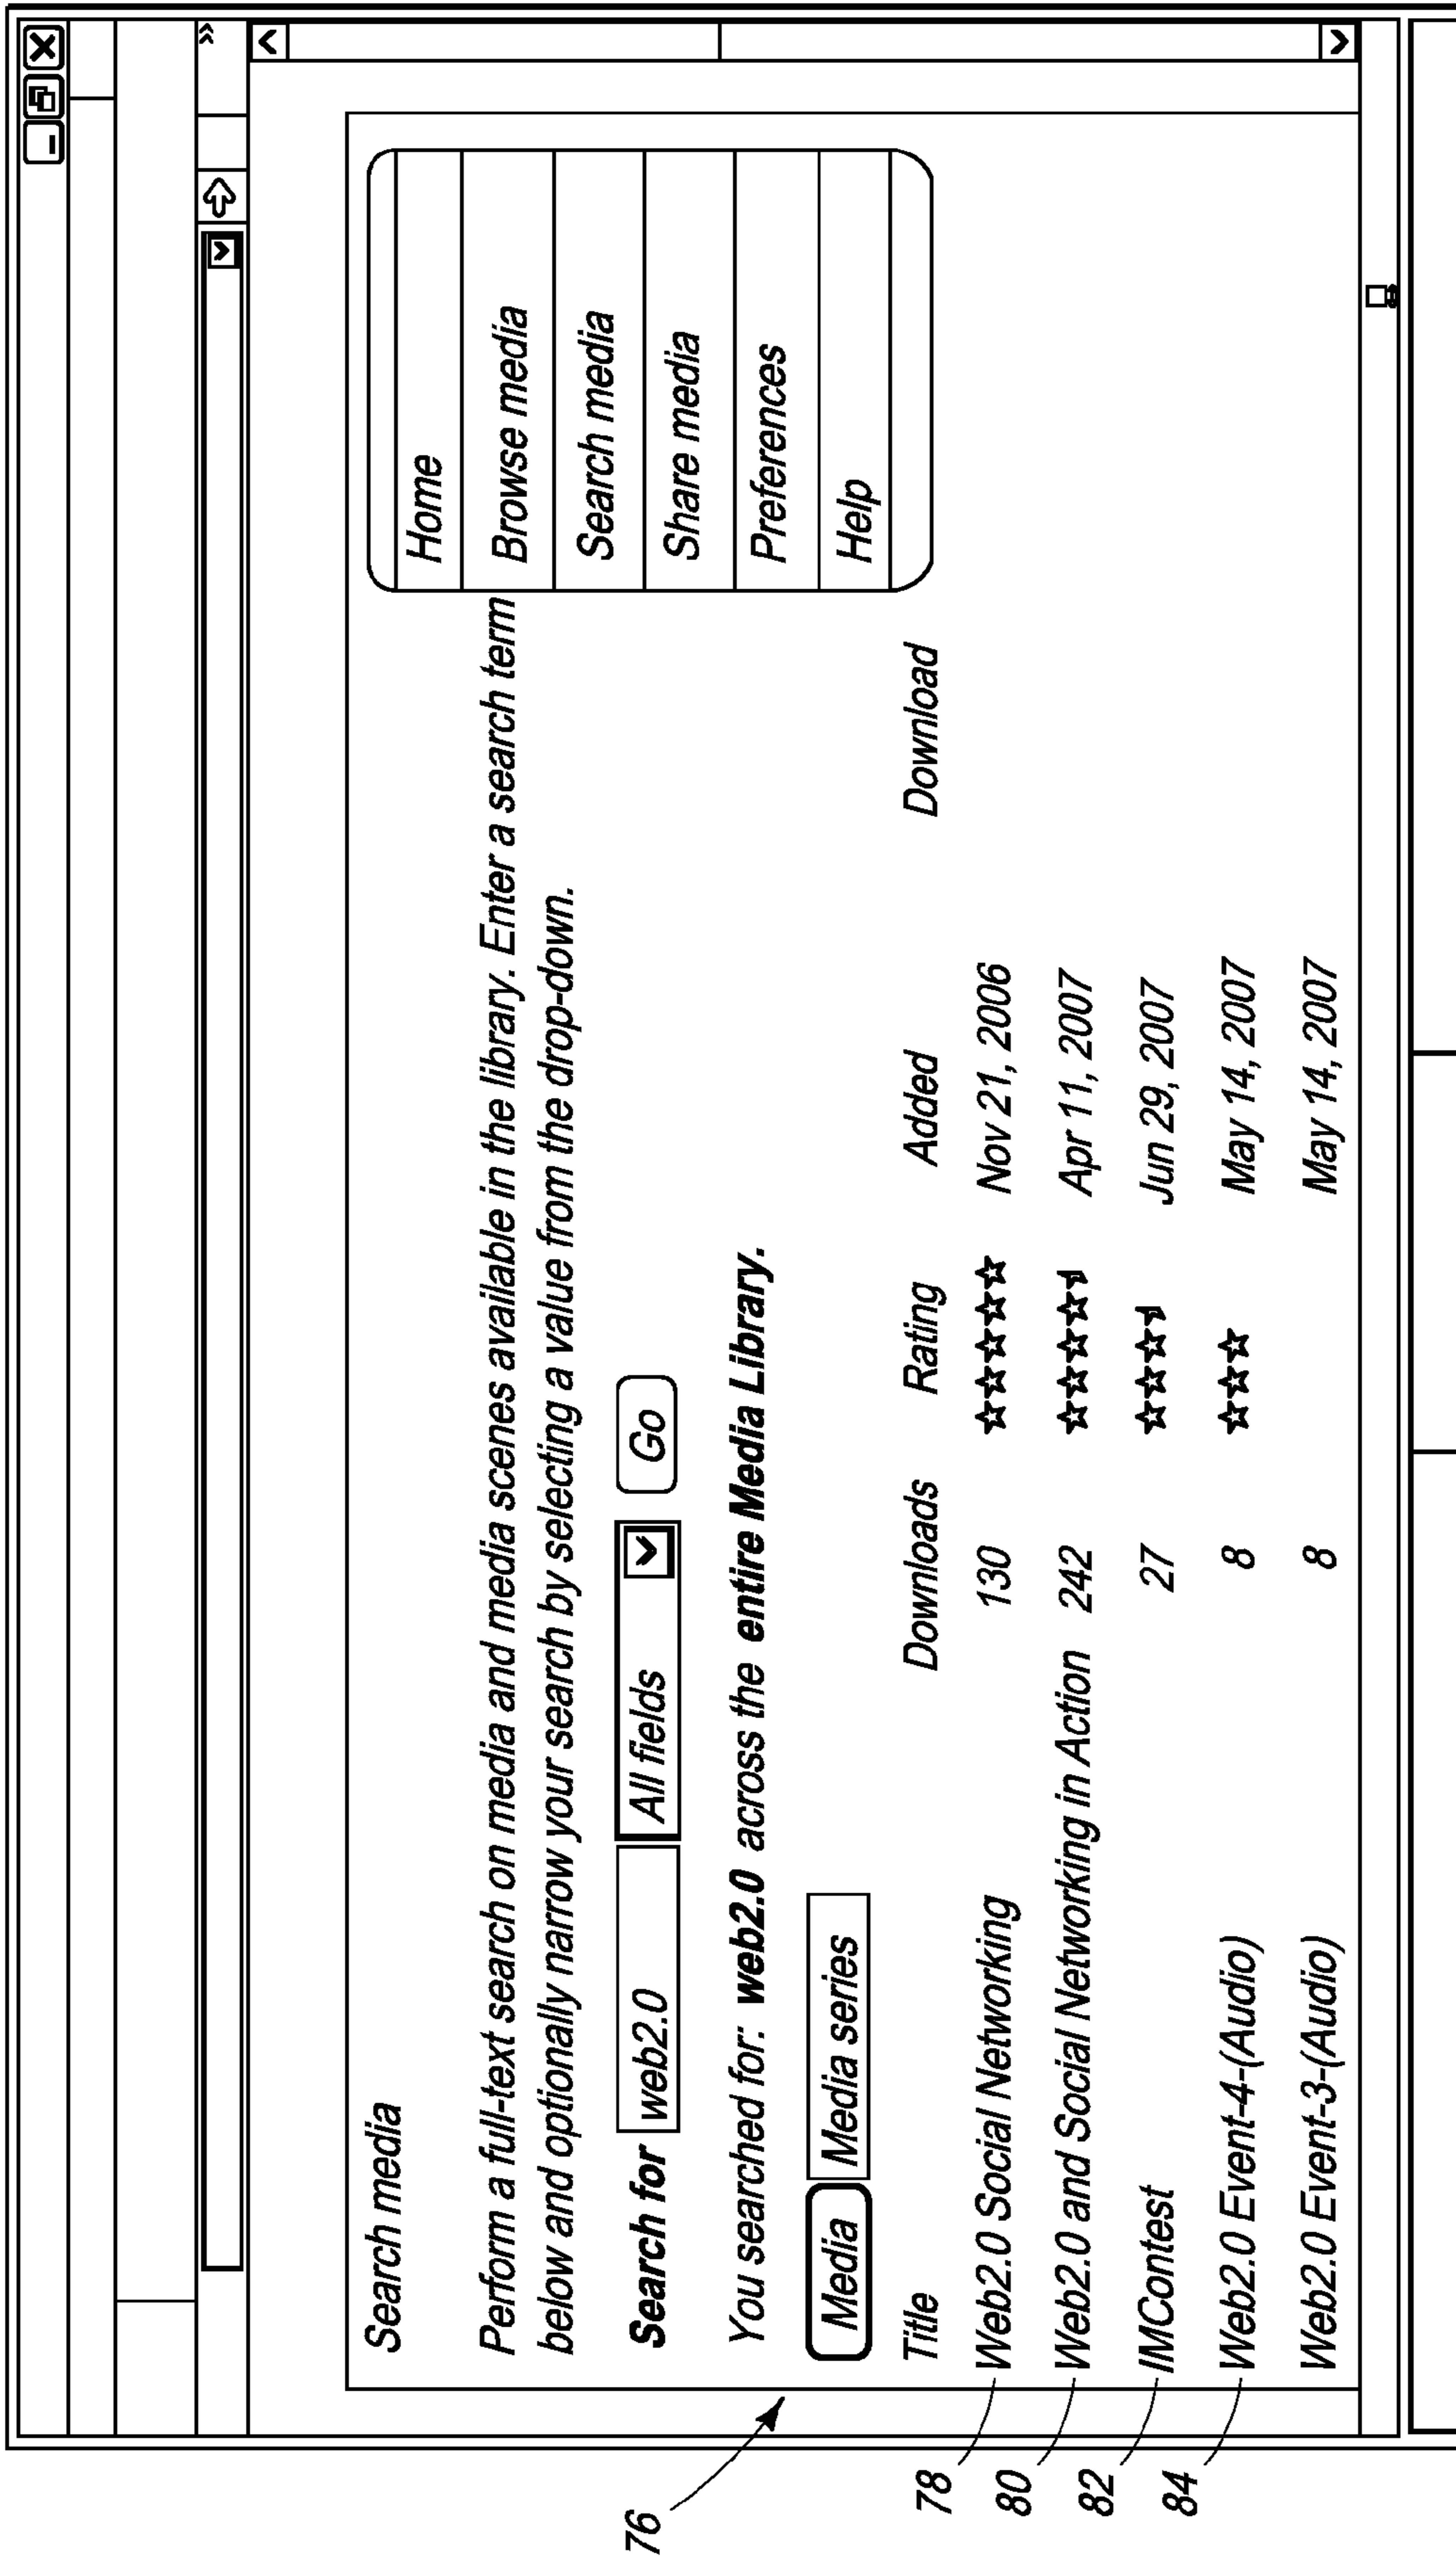 Search media
Perform a full-text search on media and media scenes available in the library. Enter a search term
below and optionally narrow your search by selecting a value from the drop-down.
Home
Browse media
Search media
Share media
Preferences
Help
Search for web2.0 All fields Go
You searched for: web2.0 across the entire Media Library.
76
Media Media series
Title Downloads Rating Added Download
78 Web2.0 Social Networking 130 Nov 21, 2006
80 Web2.0 and Social Networking in Action 242 Apr 11, 2007
82 IMContest 27 Jun 29, 2007
84 Web2.0 Event-4-(Audio) 8 May 14, 2007
Web2.0 Event-3-(Audio) 8 May 14, 2007